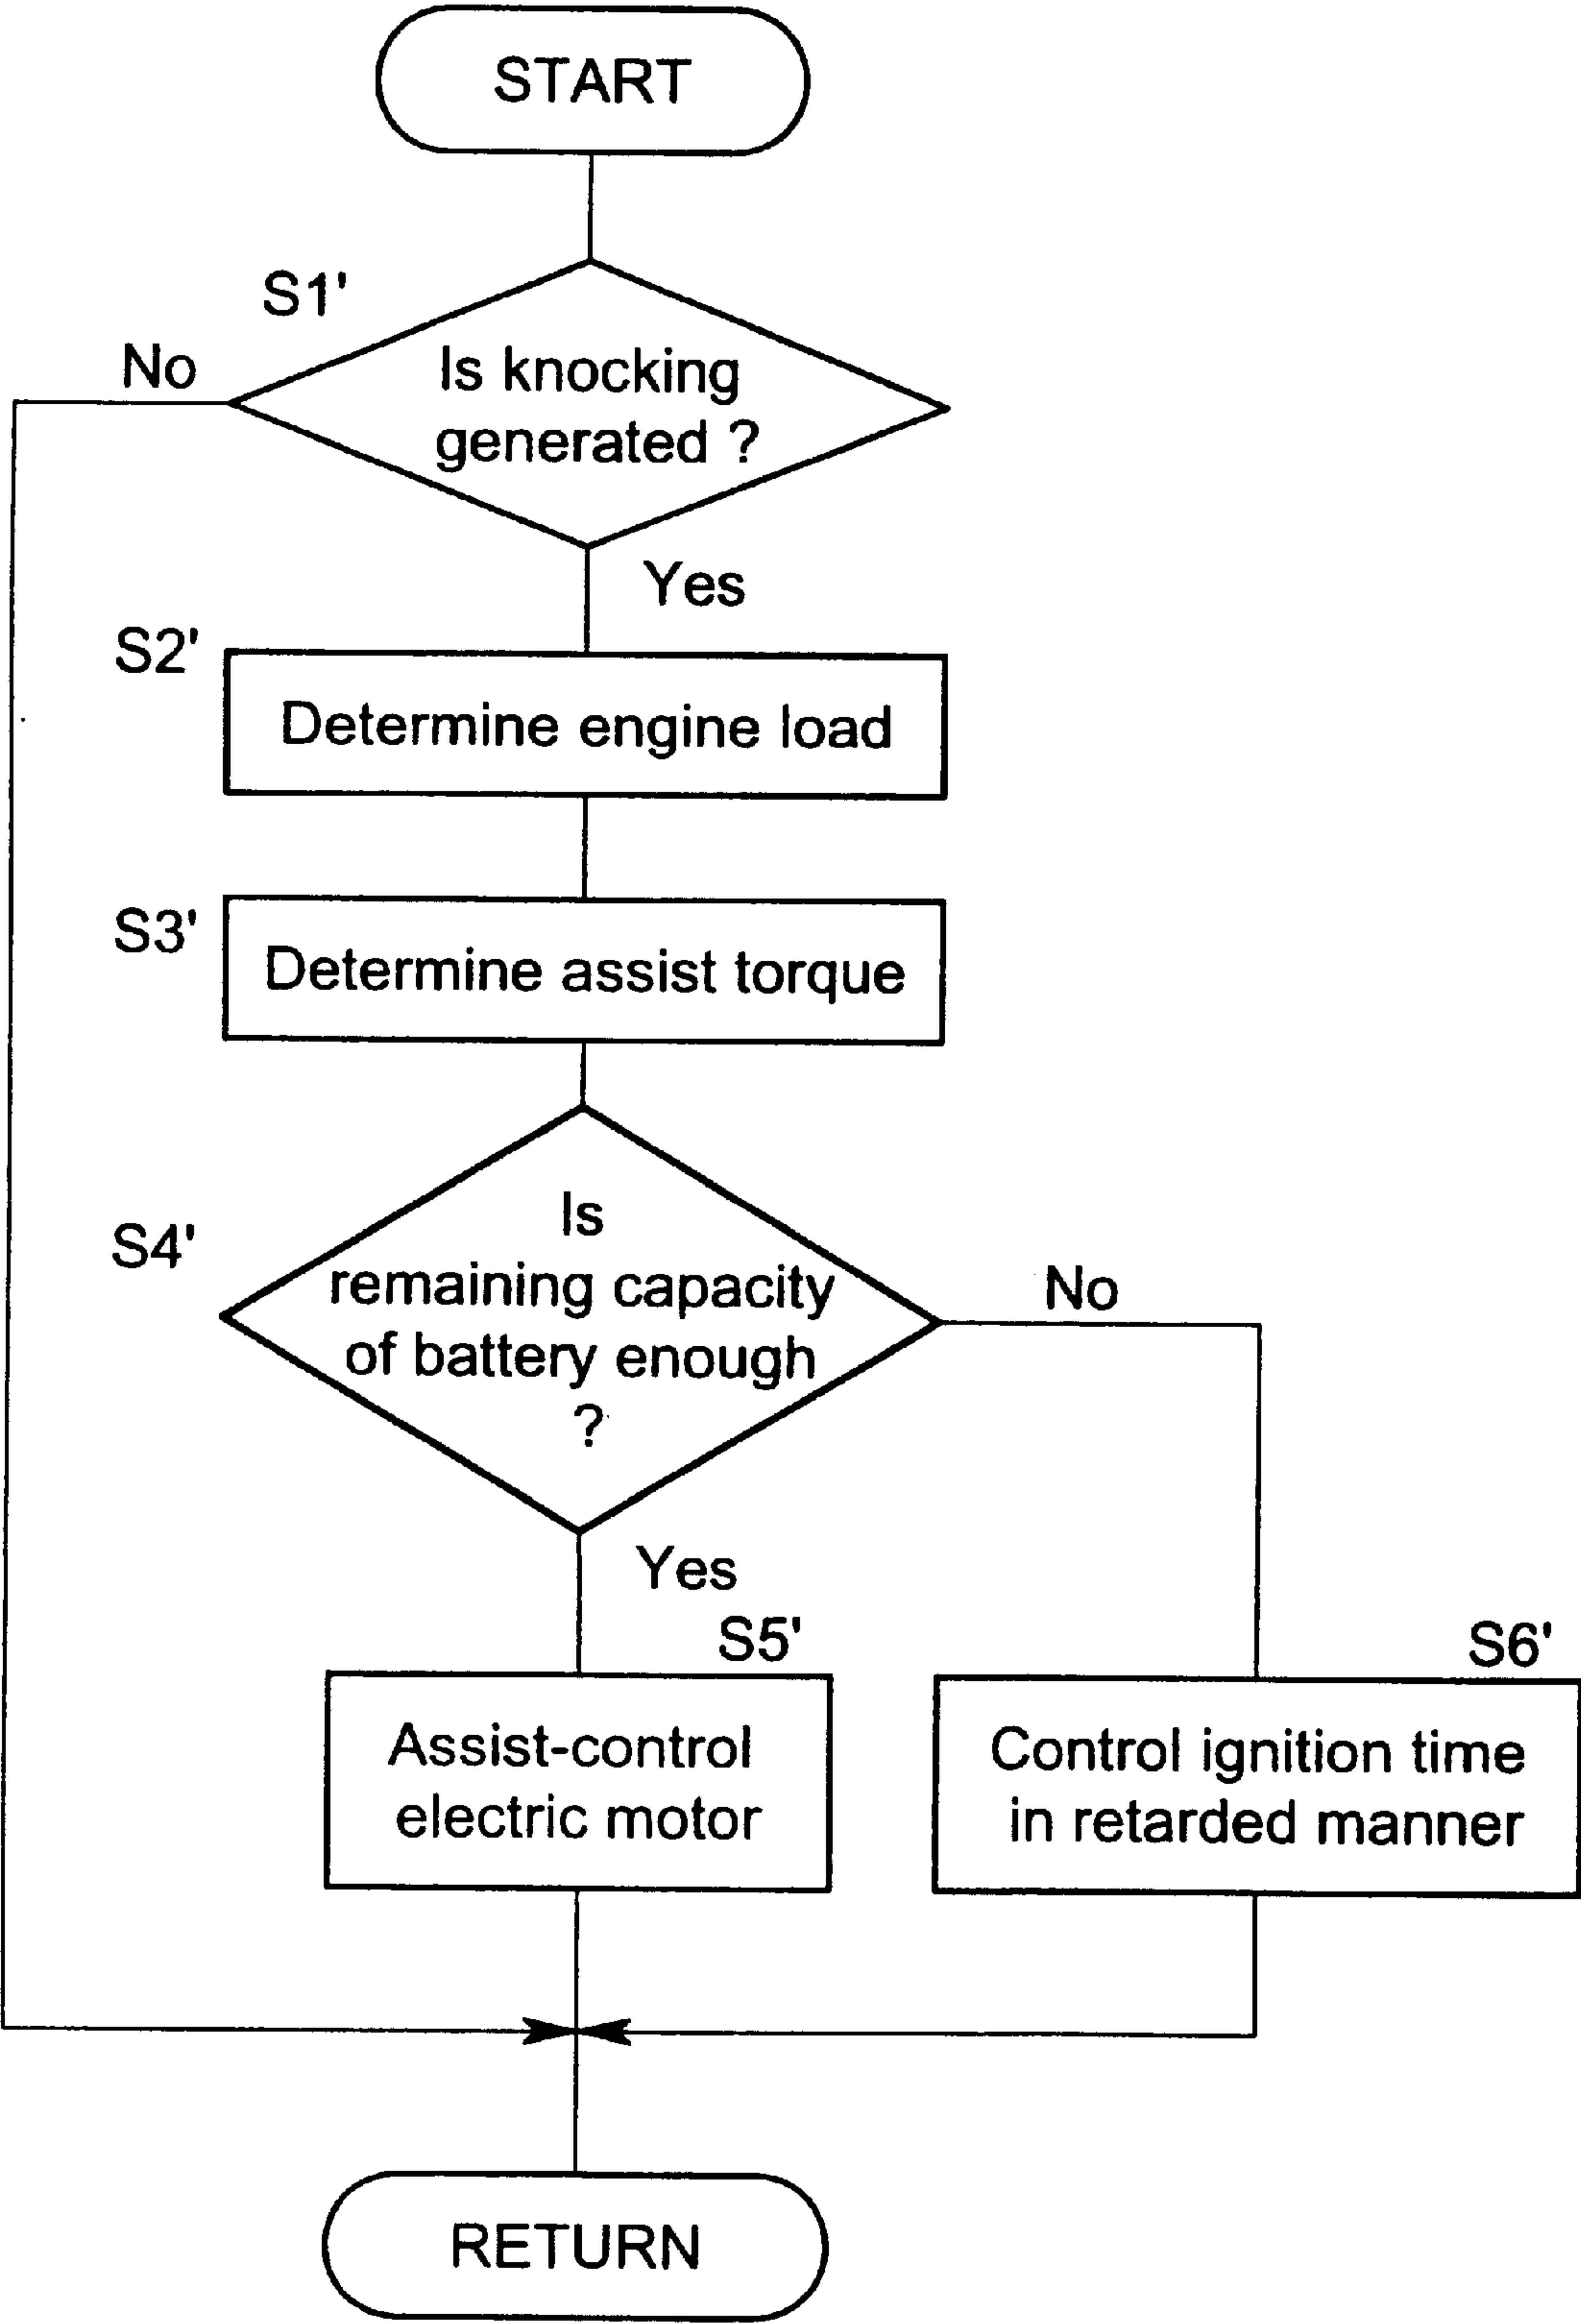 START
S1'
No
Is knocking
generated ?
Yes
S2'
Determine engine load
S3'
Determine assist torque
S4'
Is
remaining capacity
of battery enough
?
No
Yes
S5'
S6'
Assist-control
electric motor
Control ignition time
in retarded manner
RETURN